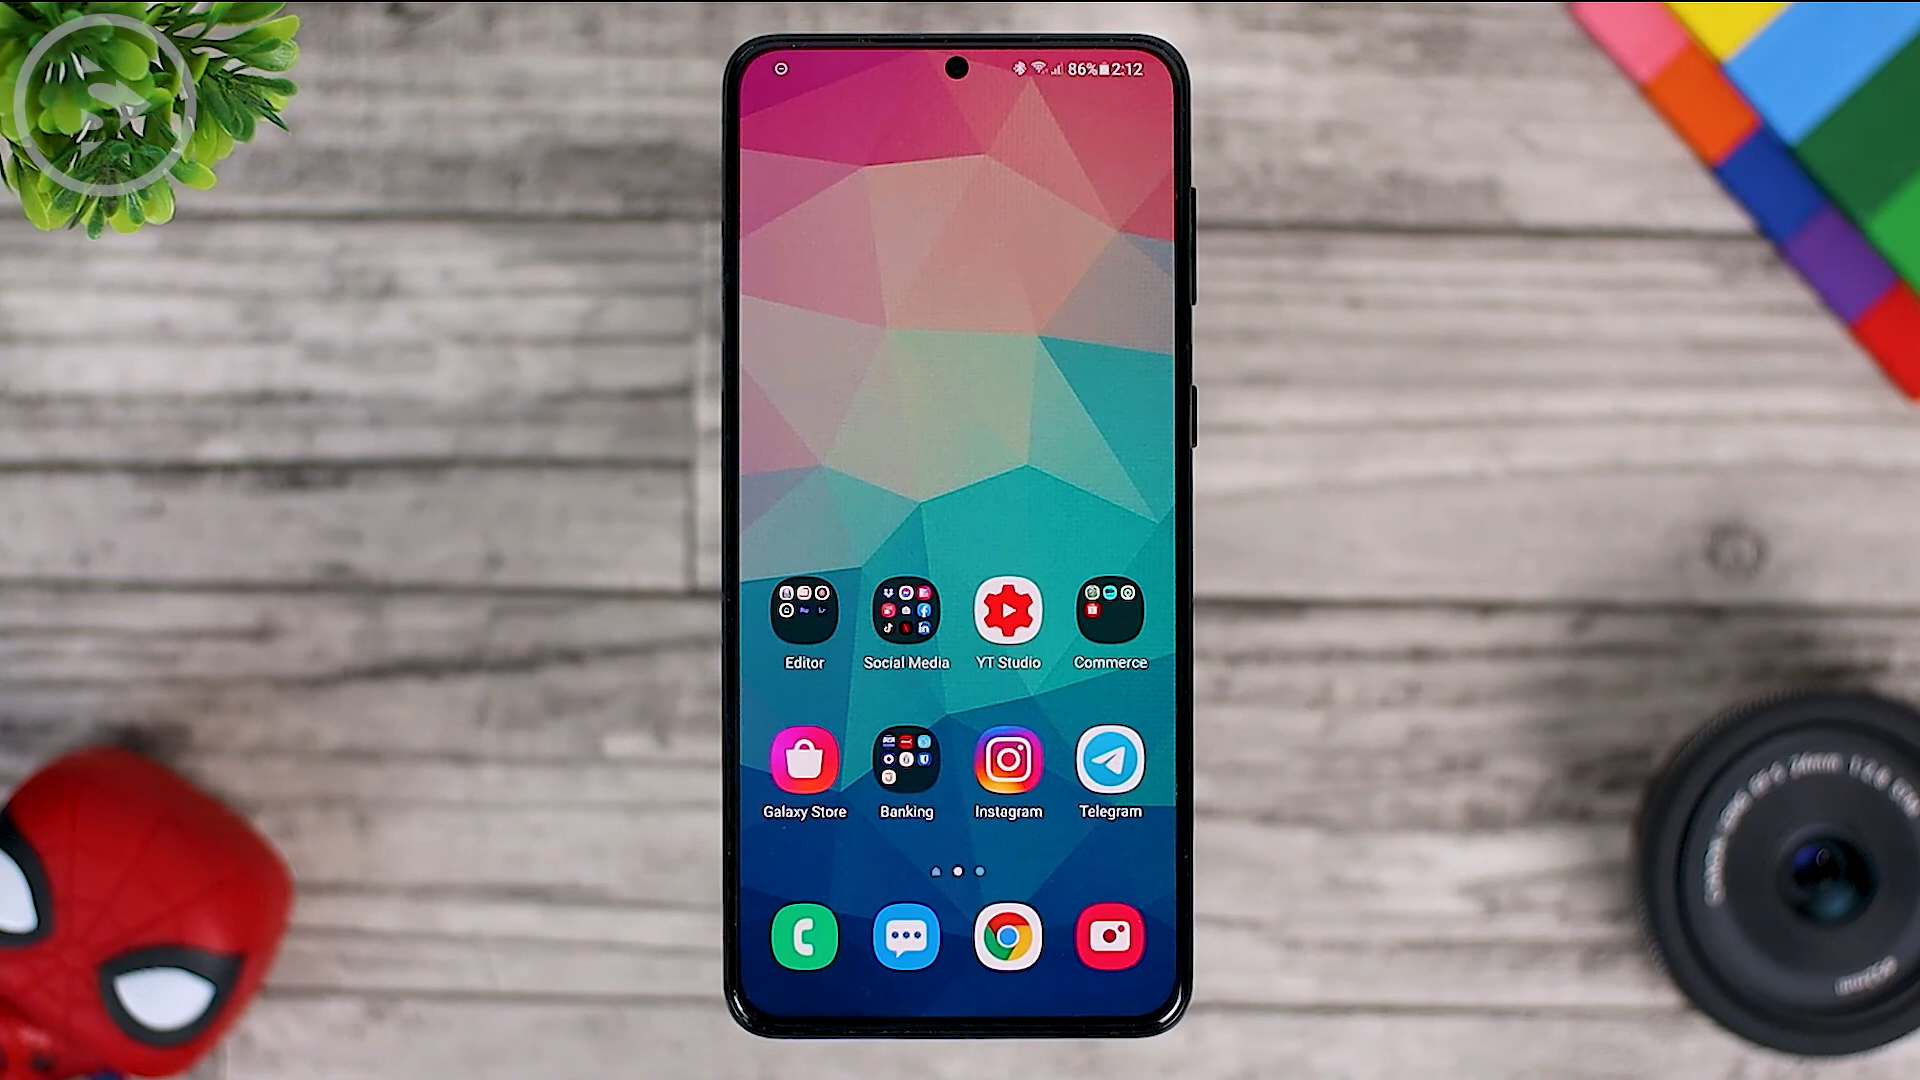 86% 2:12
Editor Social Media YT Studio Commerce
Galaxy Store Banking Instagram Telegram